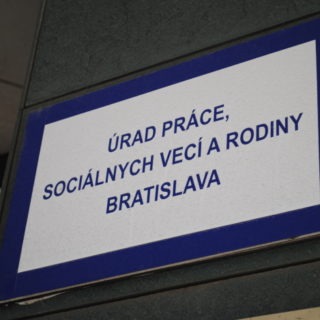 ÚRAD PRÁCE,
SOCIÁLNYCH VECÍ A RODINY
BRATISLAVA